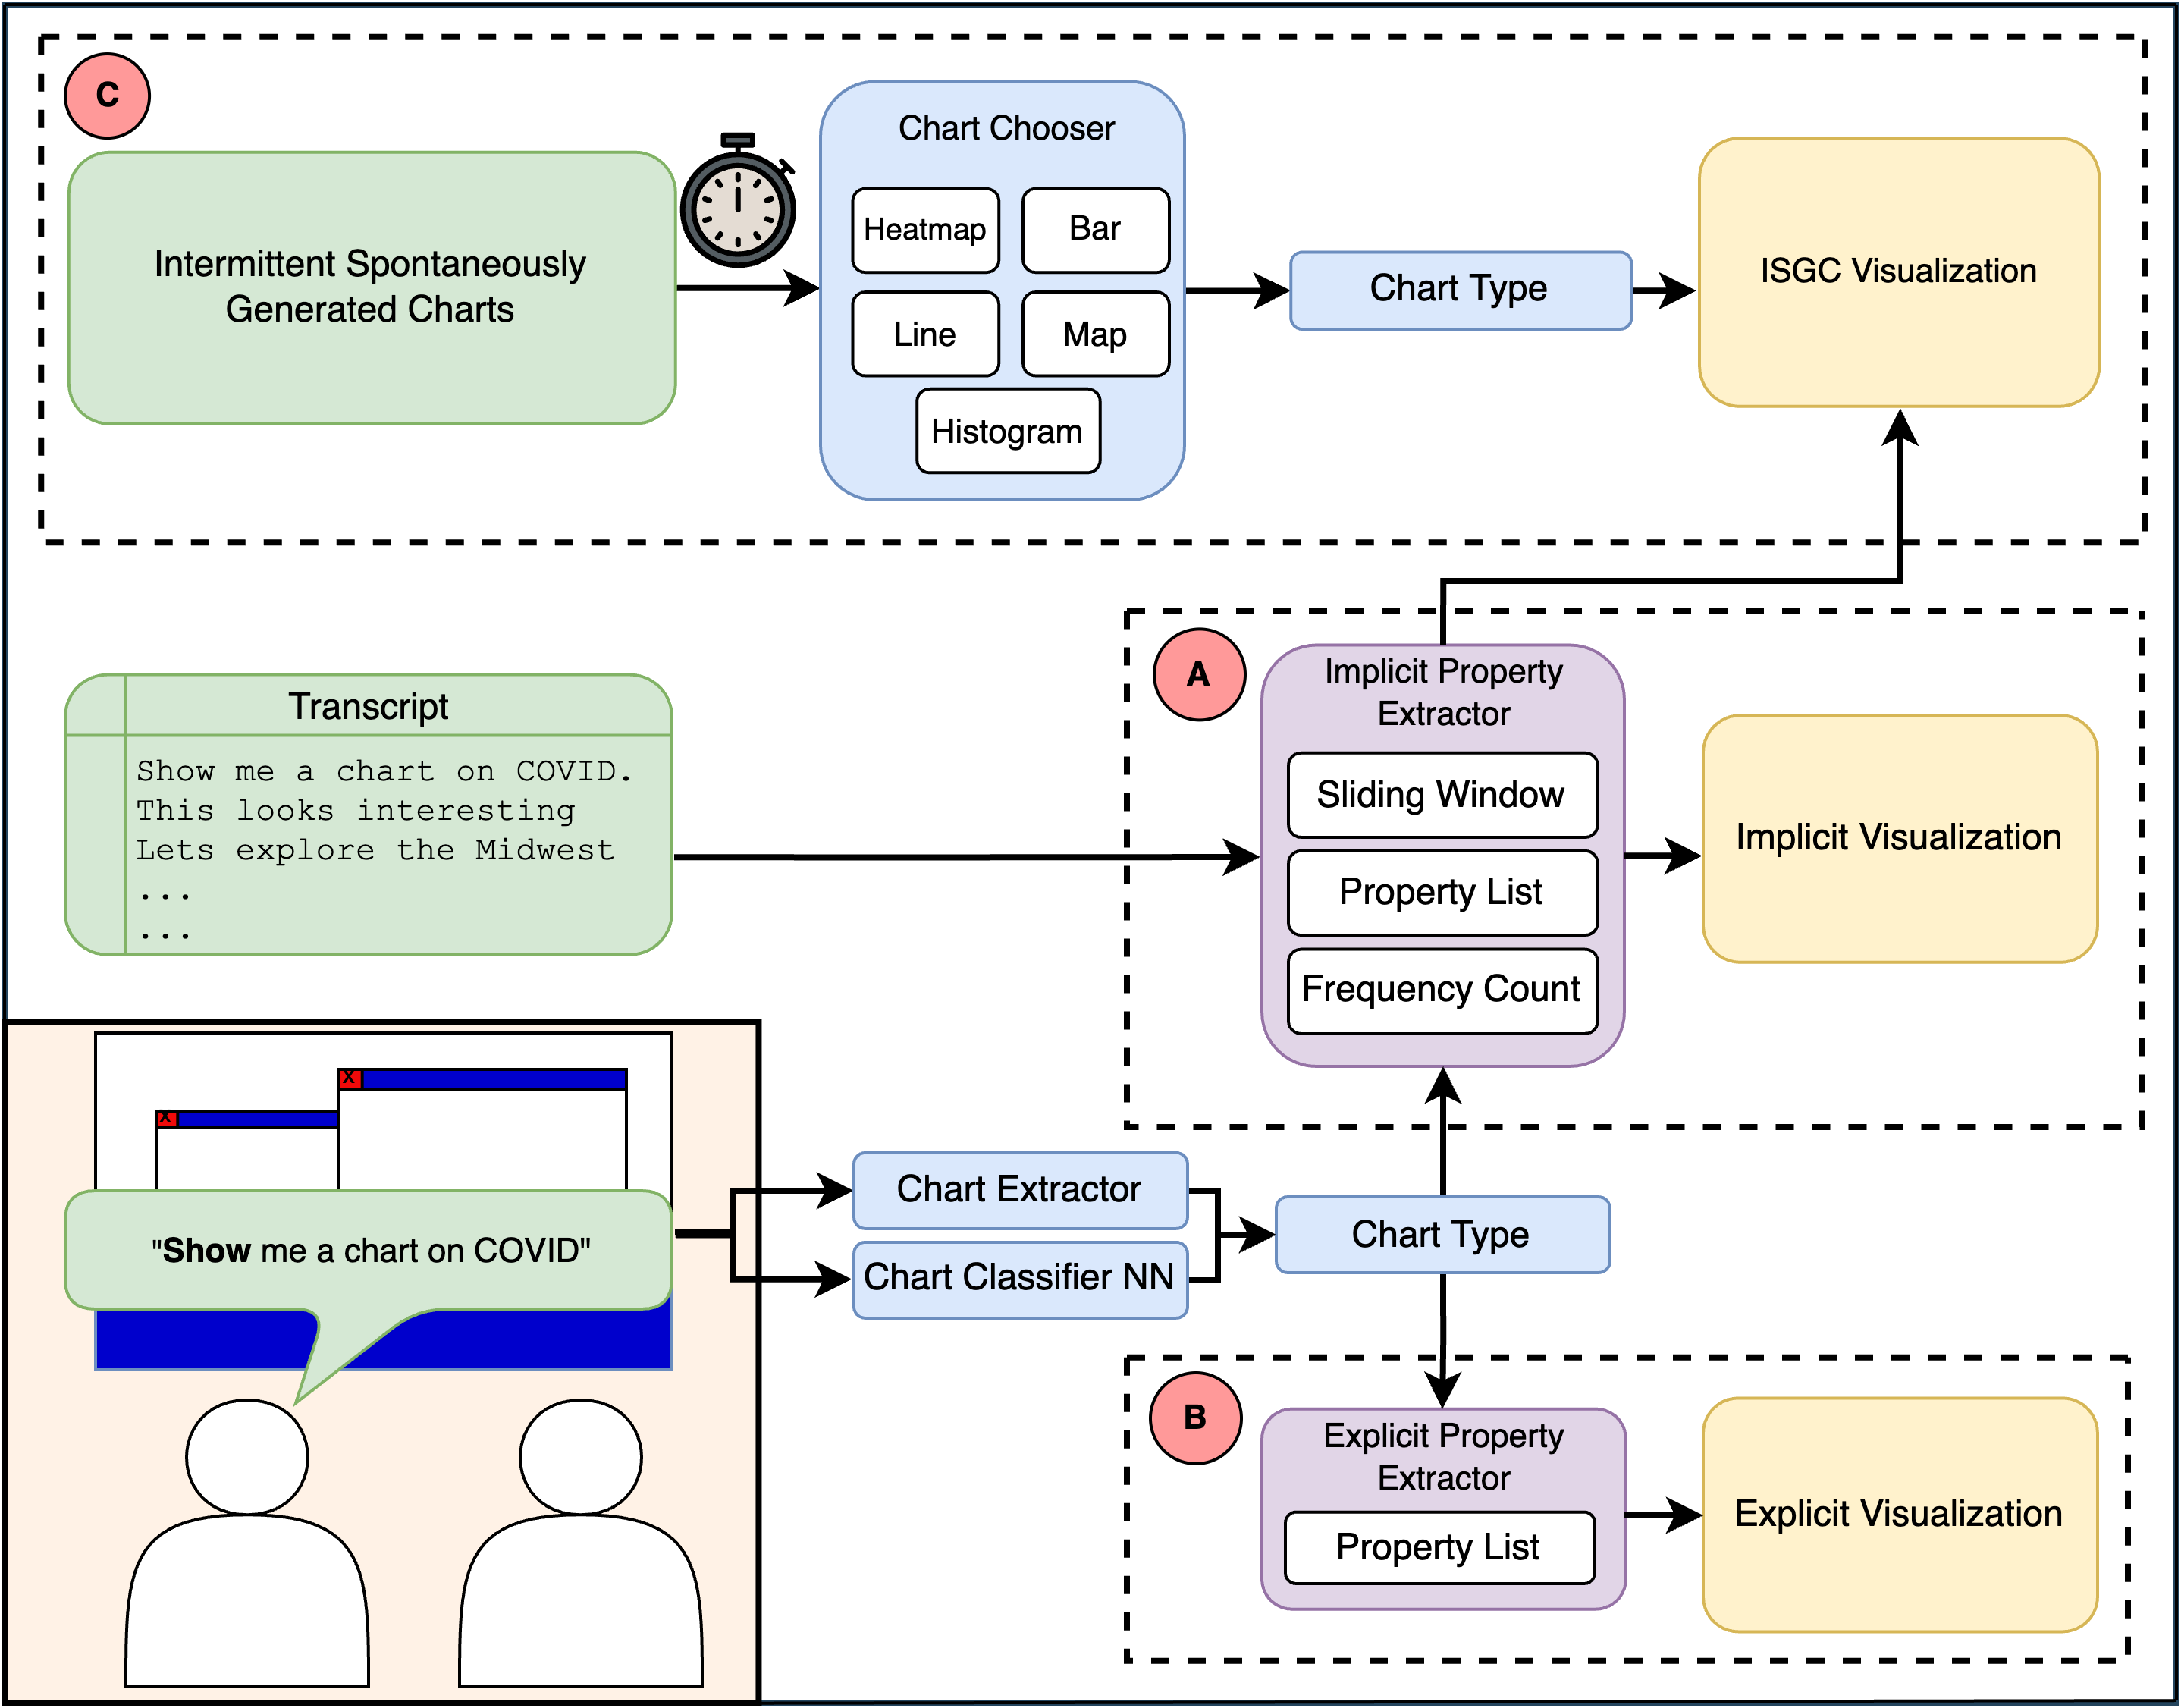 C
Intermittent Spontaneously
Generated Charts
Chart Chooser
Heatmap
Bar
Line
Map
Histogram
Chart Type
ISGC Visualization
Transcript
Show me a chart on COVID.
This looks interesting
Lets explore the Midwest
...
...
A
Implicit Property
Extractor
Sliding Window
Property List
Frequency Count
Implicit Visualization
X
X
"Show me a chart on COVID"
Chart Extractor
Chart Classifier NN
Chart Type
B
Explicit Property
Extractor
Property List
Explicit Visualization